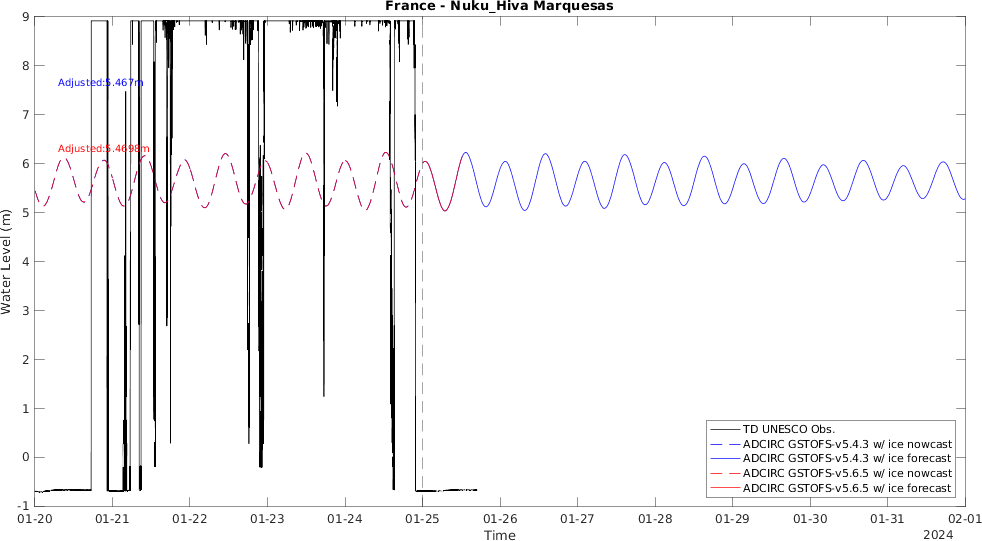 France - Nuku_Hiva Marquesas
Water Level (m)
9
8
7
6
5
4
3
2
1
0
-1
Adjusted:5.467m
Adjusted:5.4698m
TD UNESCO Obs.
ADCIRC GSTOFS-v5.4.3 w/ ice nowcast
ADCIRC GSTOFS-v5.4.3 w/ ice forecast
ADCIRC GSTOFS-v5.6.5 w/ ice nowcast
ADCIRC GSTOFS-v5.6.5 w/ ice forecast
01-20 01-21 01-22 01-23 01-24 01-25 01-26 01-27 01-28 01-29 01-30 01-31 02-01
Time
2024